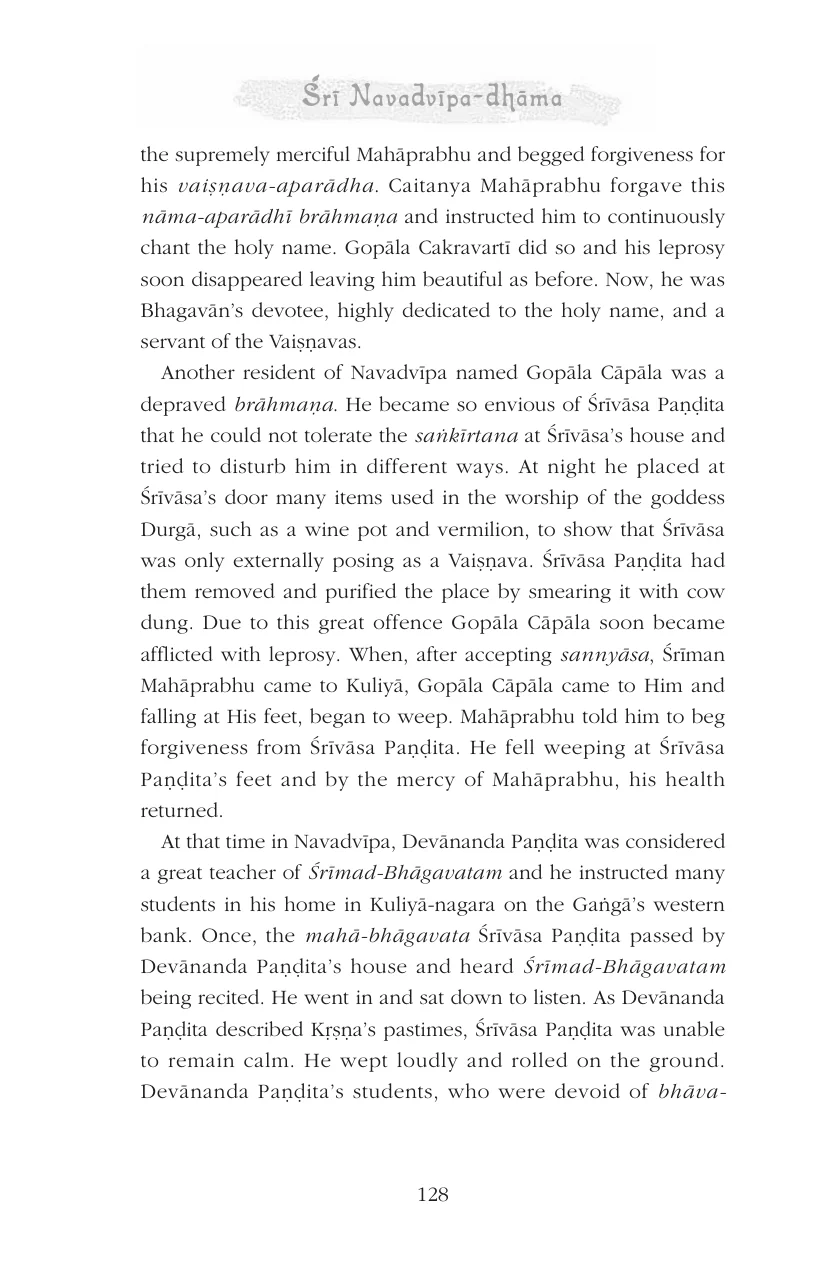 Śrī Navadvīpa-dhāma
the supremely merciful Mahāprabhu and begged forgiveness for
his vaiṣṇava-aparādha. Caitanya Mahāprabhu forgave this
nāma-aparādhī brāhmaṇa and instructed him to continuously
chant the holy name. Gopāla Cakravartī did so and his leprosy
soon disappeared leaving him beautiful as before. Now, he was
Bhagavān’s devotee, highly dedicated to the holy name, and a
servant of the Vaiṣṇavas.
Another resident of Navadvīpa named Gopāla Cāpāla was a
depraved brāhmaṇa. He became so envious of Śrīvāsa Paṇḍita
that he could not tolerate the saṅkīrtana at Śrīvāsa’s house and
tried to disturb him in different ways. At night he placed at
Śrīvāsa’s door many items used in the worship of the goddess
Durgā, such as a wine pot and vermilion, to show that Śrīvāsa
was only externally posing as a Vaiṣṇava. Śrīvāsa Paṇḍita had
them removed and purified the place by smearing it with cow
dung. Due to this great offence Gopāla Cāpāla soon became
afflicted with leprosy. When, after accepting sannyāsa, Śrīman
Mahāprabhu came to Kuliyā, Gopāla Cāpāla came to Him and
falling at His feet, began to weep. Mahāprabhu told him to beg
forgiveness from Śrīvāsa Paṇḍita. He fell weeping at Śrīvāsa
Paṇḍita’s feet and by the mercy of Mahāprabhu, his health
returned.
At that time in Navadvīpa, Devānanda Paṇḍita was considered
a great teacher of Śrīmad-Bhāgavatam and he instructed many
students in his home in Kuliyā-nagara on the Gaṅgā’s western
bank. Once, the mahā-bhāgavata Śrīvāsa Paṇḍita passed by
Devānanda Paṇḍita’s house and heard Śrīmad-Bhāgavatam
being recited. He went in and sat down to listen. As Devānanda
Paṇḍita described Kṛṣṇa’s pastimes, Śrīvāsa Paṇḍita was unable
to remain calm. He wept loudly and rolled on the ground.
Devānanda Paṇḍita’s students, who were devoid of bhāva-
128